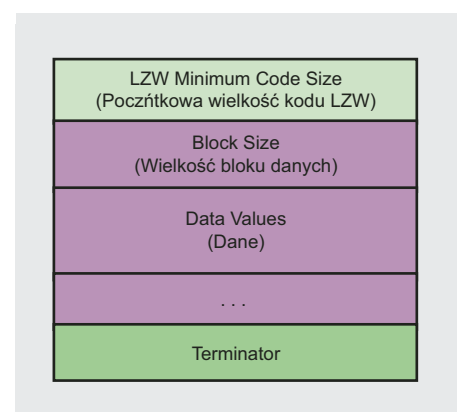 LZW Minimum Code Size
(Poczńtkowa wielkość kodu LZW)
Block Size
(Wielkość bloku danych)
Data Values
(Dane)
. . .
Terminator